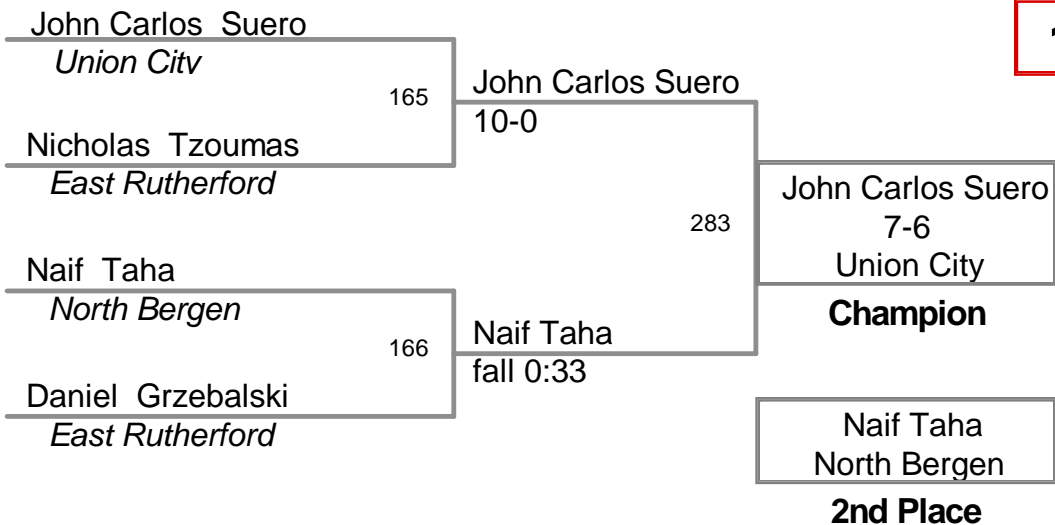 John Carlos Suero
Union City
165
John Carlos Suero
10-0
Nicholas Tzoumas
East Rutherford
283
John Carlos Suero
7-6
Union City
Champion
Naif Taha
North Bergen
166
Naif Taha
fall 0:33
Daniel Grzebalski
East Rutherford
Naif Taha
North Bergen
2nd Place